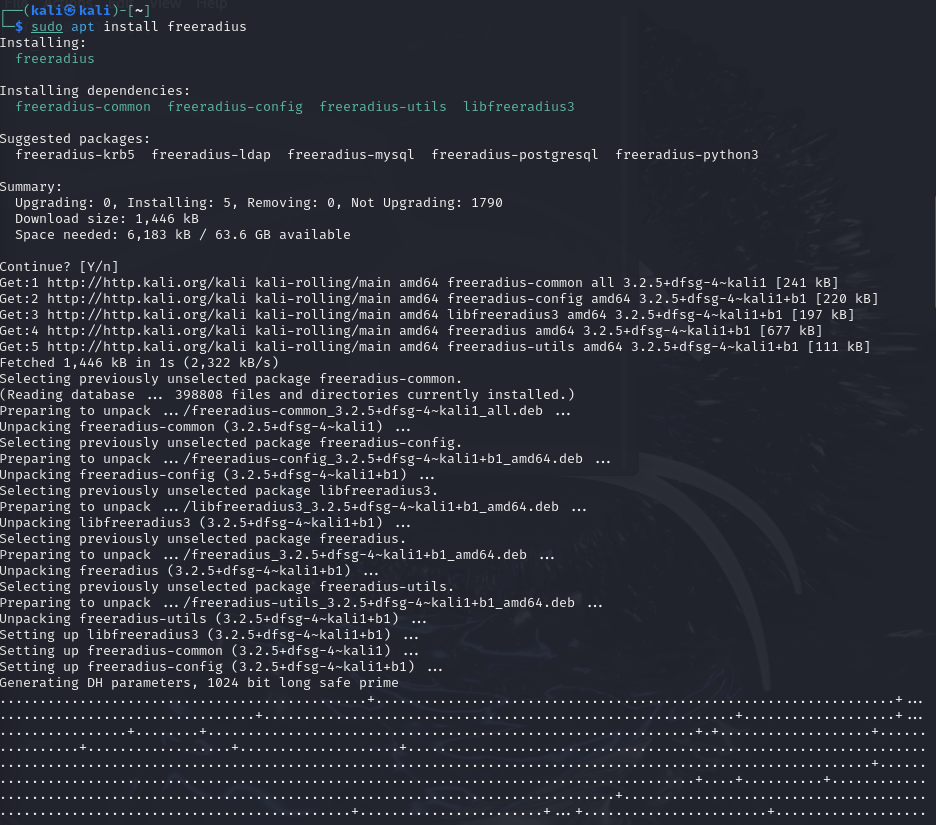 ┌──(kali㉿kali)-[~]
└─$ sudo apt install freeradius
Installing:
  freeradius

Installing dependencies:
  freeradius-common  freeradius-config  freeradius-utils  libfreeradius3

Suggested packages:
  freeradius-krb5  freeradius-ldap  freeradius-mysql  freeradius-postgresql  freeradius-python3

Summary:
  Upgrading: 0, Installing: 5, Removing: 0, Not Upgrading: 1790
  Download size: 1,446 kB
  Space needed: 6,183 kB / 63.6 GB available

Continue? [Y/n]
Get:1 http://http.kali.org/kali kali-rolling/main amd64 freeradius-common all 3.2.5+dfsg-4~kali1 [241 kB]
Get:2 http://http.kali.org/kali kali-rolling/main amd64 freeradius-config amd64 3.2.5+dfsg-4~kali1+b1 [220 kB]
Get:3 http://http.kali.org/kali kali-rolling/main amd64 libfreeradius3 amd64 3.2.5+dfsg-4~kali1+b1 [197 kB]
Get:4 http://http.kali.org/kali kali-rolling/main amd64 freeradius amd64 3.2.5+dfsg-4~kali1+b1 [677 kB]
Get:5 http://http.kali.org/kali kali-rolling/main amd64 freeradius-utils amd64 3.2.5+dfsg-4~kali1+b1 [111 kB]
Fetched 1,446 kB in 1s (2,322 kB/s)
Selecting previously unselected package freeradius-common.
(Reading database ... 398808 files and directories currently installed.)
Preparing to unpack .../freeradius-common_3.2.5+dfsg-4~kali1_all.deb ...
Unpacking freeradius-common (3.2.5+dfsg-4~kali1) ...
Selecting previously unselected package freeradius-config.
Preparing to unpack .../freeradius-config_3.2.5+dfsg-4~kali1+b1_amd64.deb ...
Unpacking freeradius-config (3.2.5+dfsg-4~kali1+b1) ...
Selecting previously unselected package libfreeradius3.
Preparing to unpack .../libfreeradius3_3.2.5+dfsg-4~kali1+b1_amd64.deb ...
Unpacking libfreeradius3 (3.2.5+dfsg-4~kali1+b1) ...
Selecting previously unselected package freeradius.
Preparing to unpack .../freeradius_3.2.5+dfsg-4~kali1+b1_amd64.deb ...
Unpacking freeradius (3.2.5+dfsg-4~kali1+b1) ...
Selecting previously unselected package freeradius-utils.
Preparing to unpack .../freeradius-utils_3.2.5+dfsg-4~kali1+b1_amd64.deb ...
Unpacking freeradius-utils (3.2.5+dfsg-4~kali1+b1) ...
Setting up libfreeradius3 (3.2.5+dfsg-4~kali1+b1) ...
Setting up freeradius-common (3.2.5+dfsg-4~kali1) ...
Setting up freeradius-config (3.2.5+dfsg-4~kali1+b1) ...
Generating DH parameters, 1024 bit long safe prime